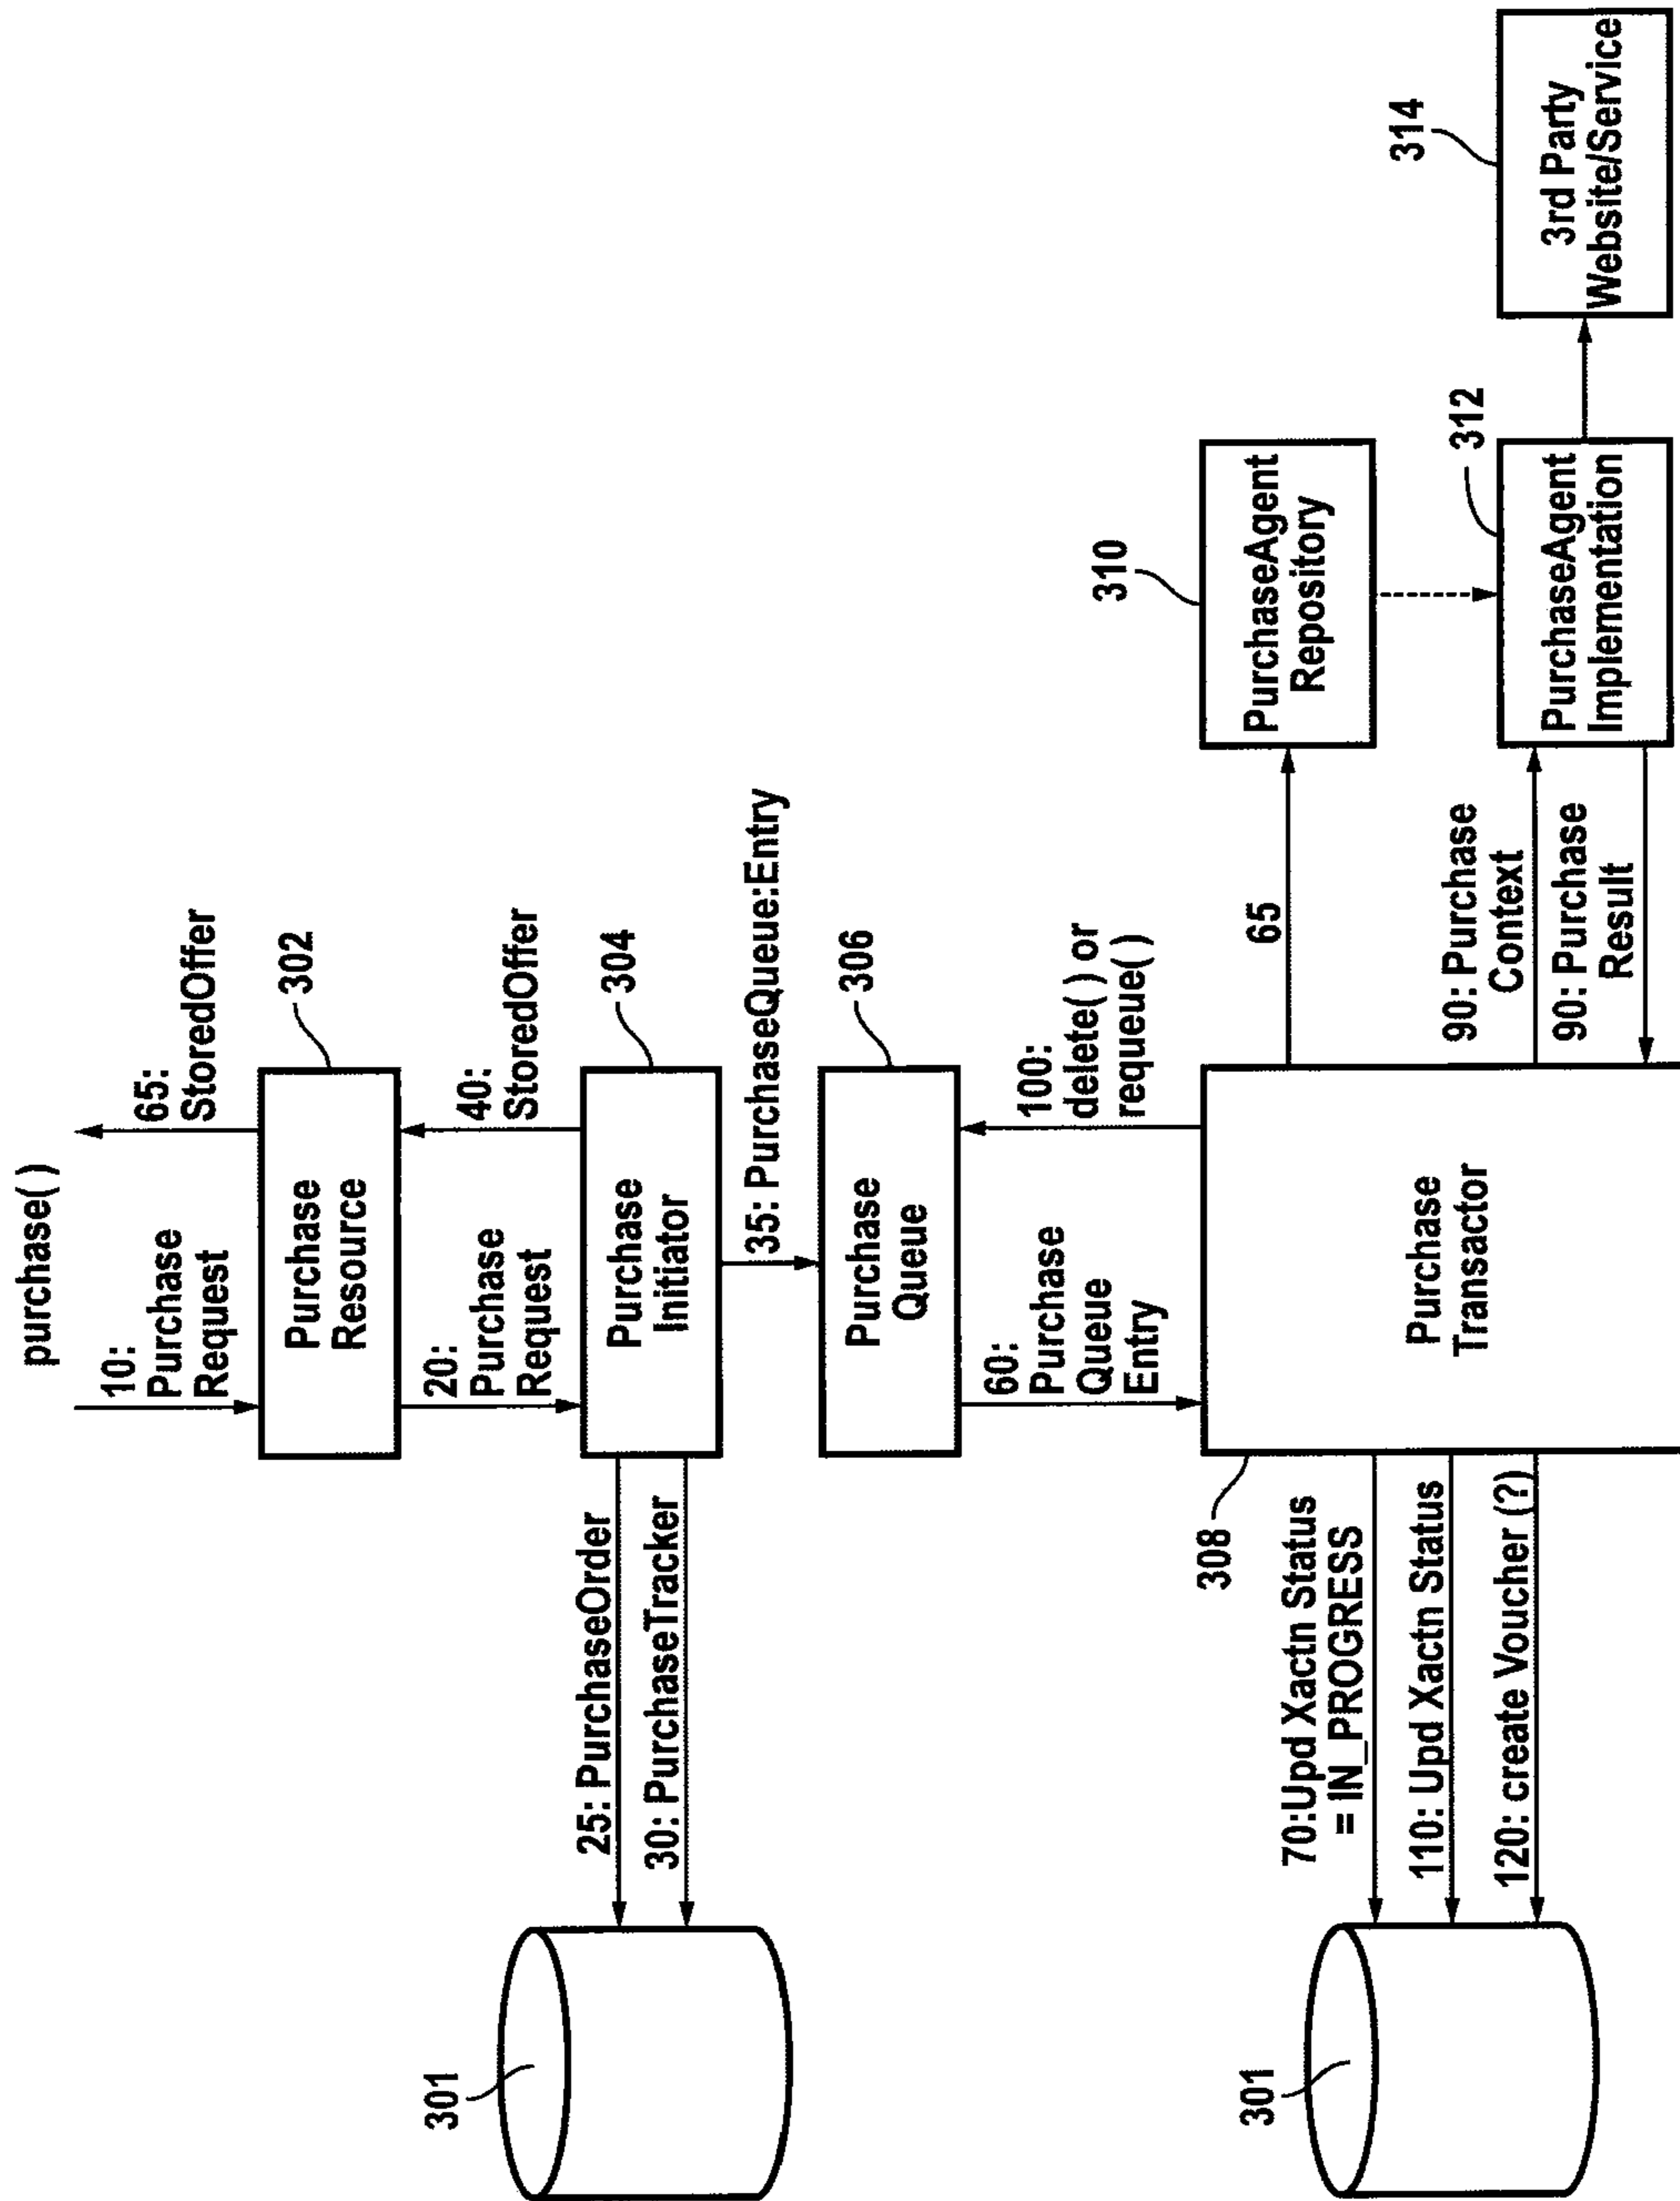 purchase( )
10:
Purchase
Request
65:
StoredOffer
302
Purchase
Resource
20:
Purchase
Request
40:
StoredOffer
304
Purchase
Initiator
25: PurchaseOrder
30: PurchaseTracker
301
35: PurchaseQueue:Entry
306
Purchase
Queue
60:
Purchase
Queue
Entry
100:
delete( ) or
requeue( )
308
Purchase
Transactor
70:Upd Xactn Status
= IN_PROGRESS
110: Upd Xactn Status
120: create Voucher (?)
301
65
310
PurchaseAgent
Repository
90: Purchase
Context
90: Purchase
Result
312
PurchaseAgent
Implementation
314
3rd Party
Website/Service